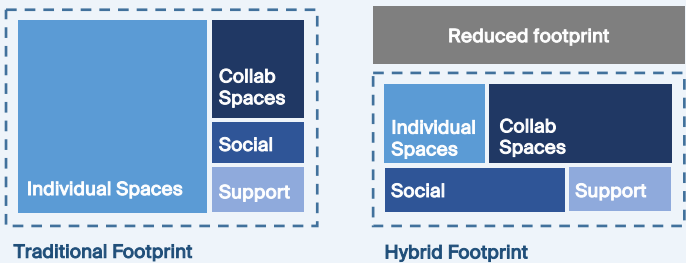 Collab
Spaces
Social
Individual Spaces
Support
Traditional Footprint
Reduced footprint
Individual
Spaces
Collab
Spaces
Social
Support
Hybrid Footprint